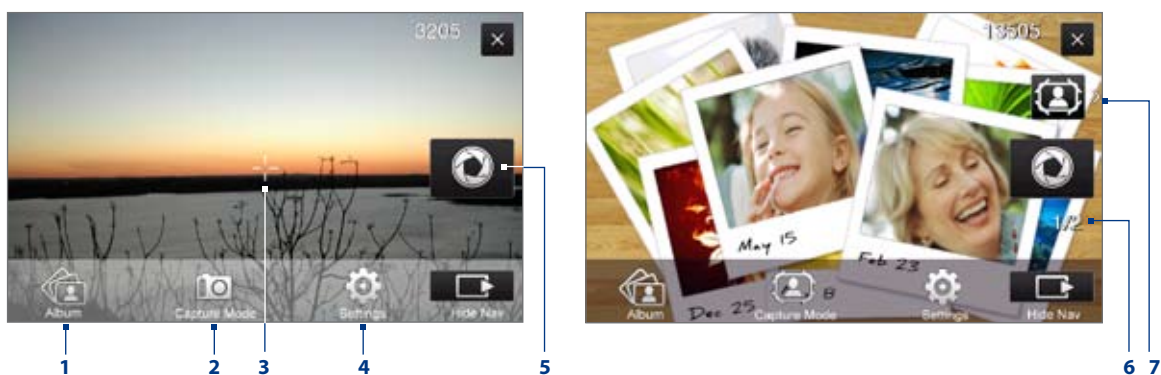 3205
Album
Capture Mode
Settings
Hide Nav
1
2
3
4
5
13505
May 15
Feb 23
Dec 25
8
1/2
Album
Capture Mode
Settings
Hide Nav
6
7